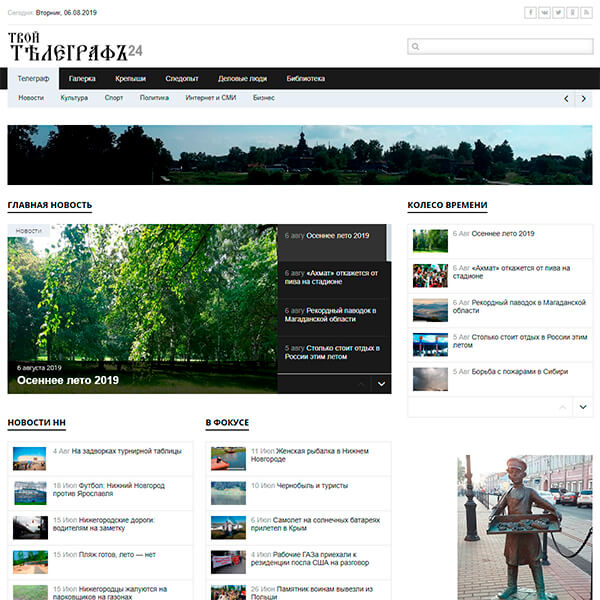 Сегодня: Вторник, 06.08.2019
ТВОЙ
ТѢЛЕГРАФЪ24
Телеграф Галерка Крепыши Следопыт Деловые люди Библиотека
Новости Культура Спорт Политика Интернет и СМИ Бизнес
ГЛАВНАЯ НОВОСТЬ
Новости
6 августа 2019
Осеннее лето 2019
6 авг Осеннее лето 2019
6 авг «Ахмат» откажется от
пива на стадионе
6 авг Рекордный паводок в
Магаданской области
5 авг Столько стоит отдых в
России этим летом
КОЛЕСО ВРЕМЕНИ
6 Авг Осеннее лето 2019
6 Авг «Ахмат» откажется от пива на
стадионе
6 Авг Рекордный паводок в Магаданской
области
5 Авг Столько стоит отдых в России этим
летом
5 Авг Борьба с пожарами в Сибири
НОВОСТИ НН
4 Авг На задворках турнирной таблицы
18 Июл Футбол: Нижний Новгород
против Ярославля
15 Июл Нижегородские дороги:
водителям на заметку
15 Июл Пляж готов, лето — нет
15 Июл Нижегородцы жалуются на
парковщиков на газонах
В ФОКУСЕ
11 Июл Женская рыбалка в Нижнем
Новгороде
10 Июл Чернобыль и туристы
6 Июл Самолет на солнечных батареях
прилетел в Крым
4 Июл Рабочие ГАЗа приехали к
резиденции посла США на разговор
26 Июн Памятник воинам вывезли из
Польши